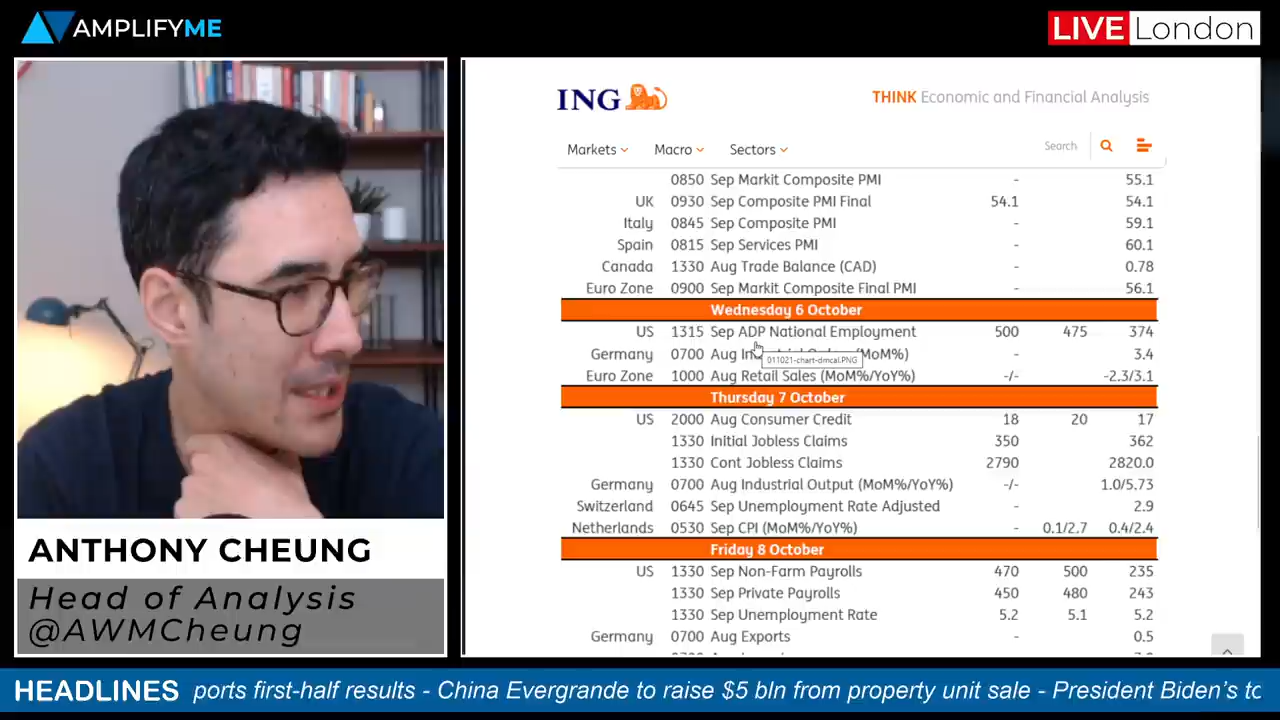 AMPLIFYME
LIVE London
ING
THINK Economic and Financial Analysis
Markets Macro Sectors Search
0850 Sep Markit Composite PMI - 55.1
UK 0930 Sep Composite PMI Final 54.1 54.1
Italy 0845 Sep Composite PMI - 59.1
Spain 0815 Sep Services PMI - 60.1
Canada 1330 Aug Trade Balance (CAD) - 0.78
Euro Zone 0900 Sep Markit Composite Final PMI - 56.1
Wednesday 6 October
US 1315 Sep ADP National Employment 500 475 374
Germany 0700 Aug (MoM%) - 3.4
011021-chart-dmcal.PNG
Euro Zone 1000 Aug Retail Sales (MoM%/YoY%) -/- -2.3/3.1
Thursday 7 October
US 2000 Aug Consumer Credit 18 20 17
1330 Initial Jobless Claims 350 362
1330 Cont Jobless Claims 2790 2820.0
Germany 0700 Aug Industrial Output (MoM%/YoY%) -/- 1.0/5.73
Switzerland 0645 Sep Unemployment Rate Adjusted - 2.9
Netherlands 0530 Sep CPI (MoM%/YoY%) - 0.1/2.7 0.4/2.4
Friday 8 October
US 1330 Sep Non-Farm Payrolls 470 500 235
1330 Sep Private Payrolls 450 480 243
1330 Sep Unemployment Rate 5.2 5.1 5.2
Germany 0700 Aug Exports - 0.5
ANTHONY CHEUNG
Head of Analysis
@AWMCheung
HEADLINES ports first-half results - China Evergrande to raise $5 bln from property unit sale - President Biden's to